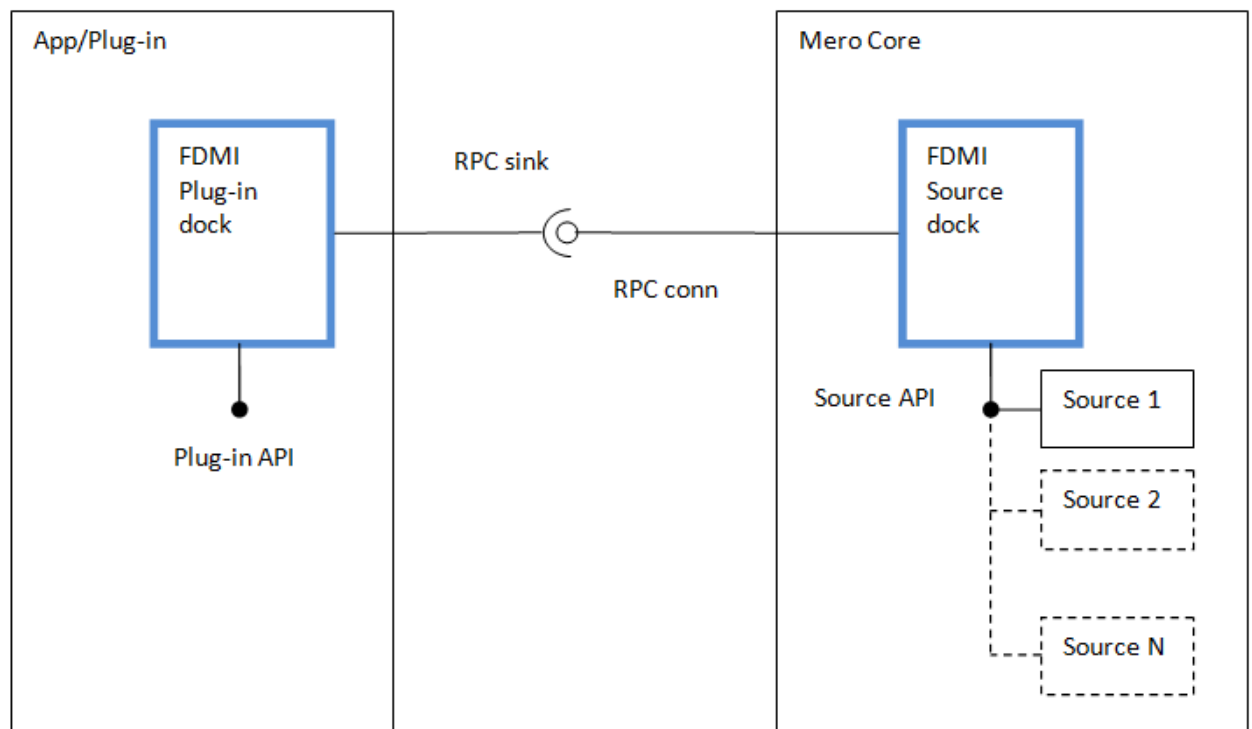 App/Plug-in
Mero Core
FDMI
Plug-in
dock
RPC sink
FDMI
Source
dock
RPC conn
Source API
Source 1
Plug-in API
Source 2
Source N